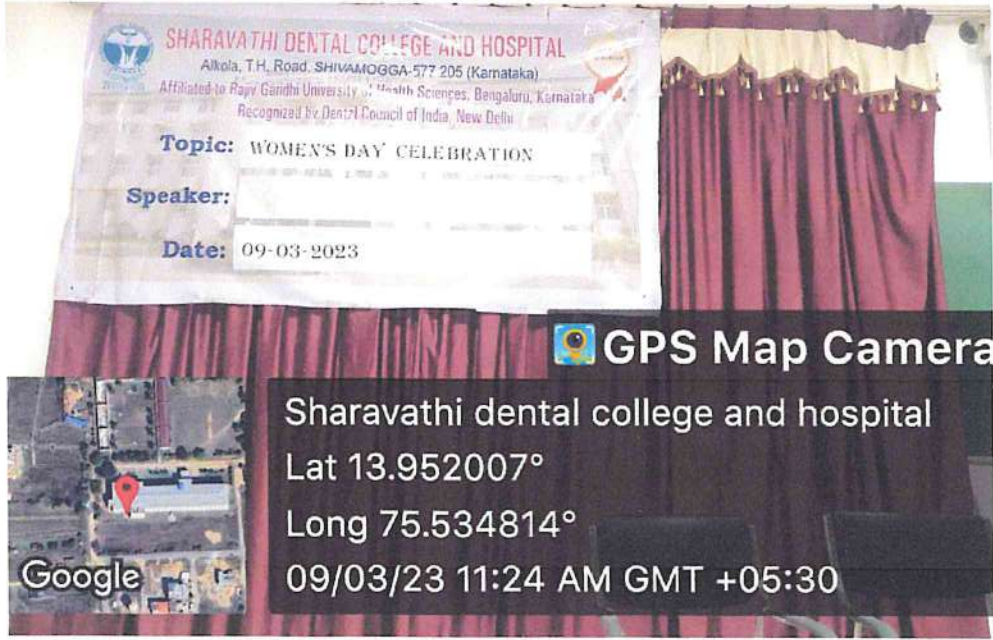 SHARAVATHI DENTAL COLLEGE AND HOSPITAL
Alkola, T.H. Road, SHIVAMOGGA-577 205 (Karnataka)
Affiliated to Rajiv Gandhi University of Health Sciences, Bengaluru, Karnataka
Recognized by Dental Council of India, New Delhi
Topic: WOMEN'S DAY CELEBRATION
Speaker:
Date: 09-03-2023
GPS Map Camera
Sharavathi dental college and hospital
Lat 13.952007°
Long 75.534814°
09/03/23 11:24 AM GMT +05:30
Google